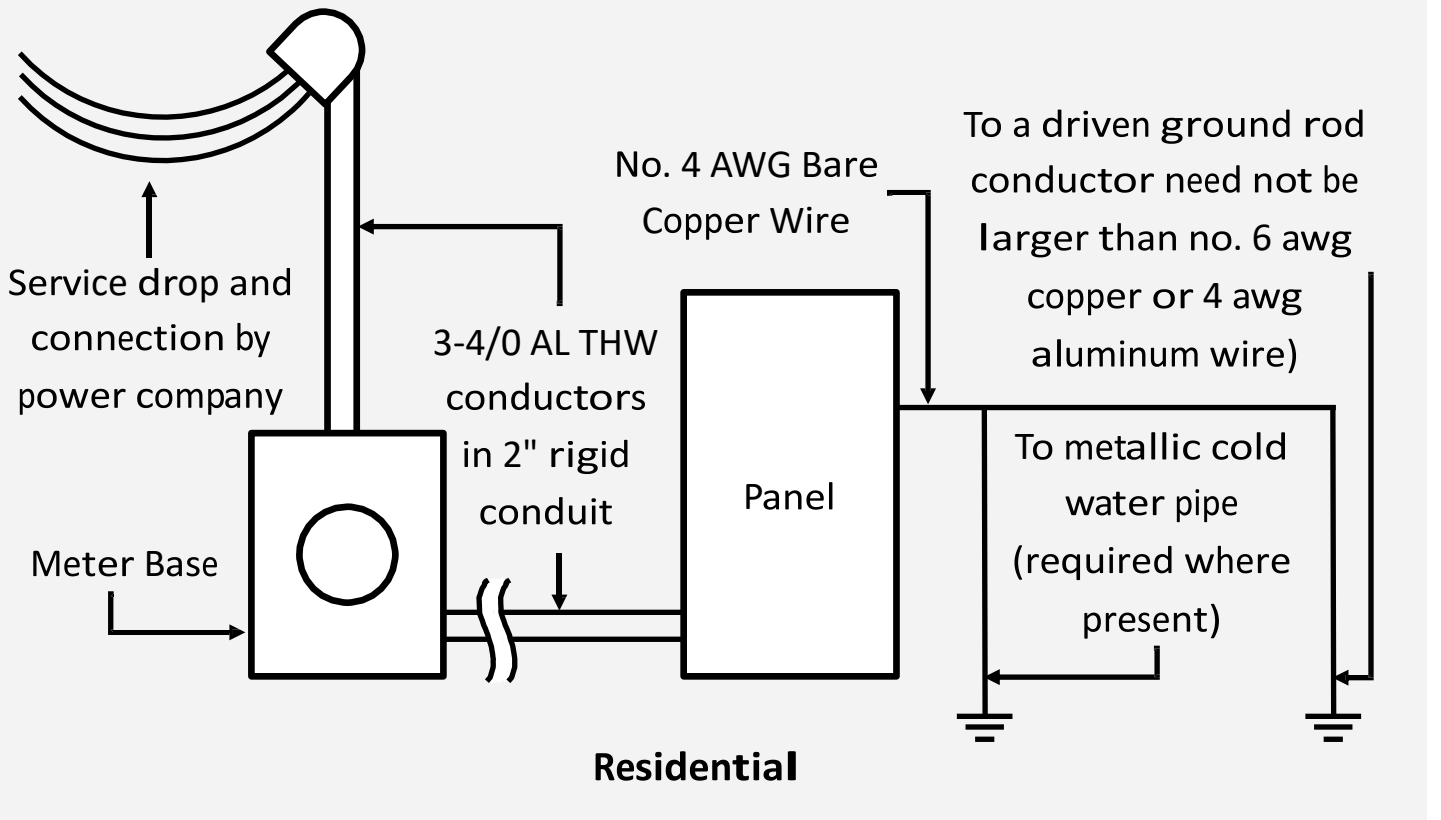 Service drop and
connection by
power company
Meter Base
3-4/0 AL THW
conductors
in 2" rigid
conduit
No. 4 AWG Bare
Copper Wire
Panel
To a driven ground rod
conductor need not be
larger than no. 6 awg
copper or 4 awg
aluminum wire)
To metallic cold
water pipe
(required where
present)
Residential